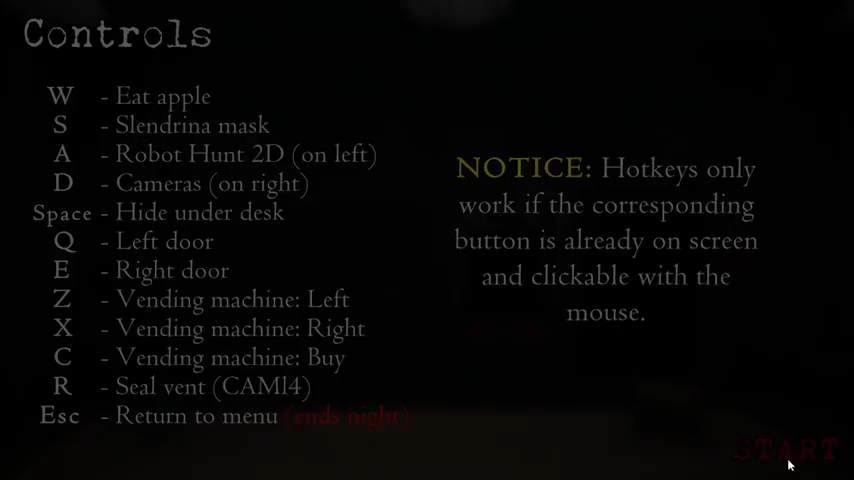 Controls
W - Eat apple
S - Slendrina mask
A - Robot Hunt 2D (on left)
D - Cameras (on right)
Space - Hide under desk
Q - Left door
E - Right door
Z - Vending machine: Left
X - Vending machine: Right
C - Vending machine: Buy
R - Seal vent (CAM14)
Esc - Return to menu (ends night)
NOTICE: Hotkeys only
work if the corresponding
button is already on screen
and clickable with the
mouse.
START